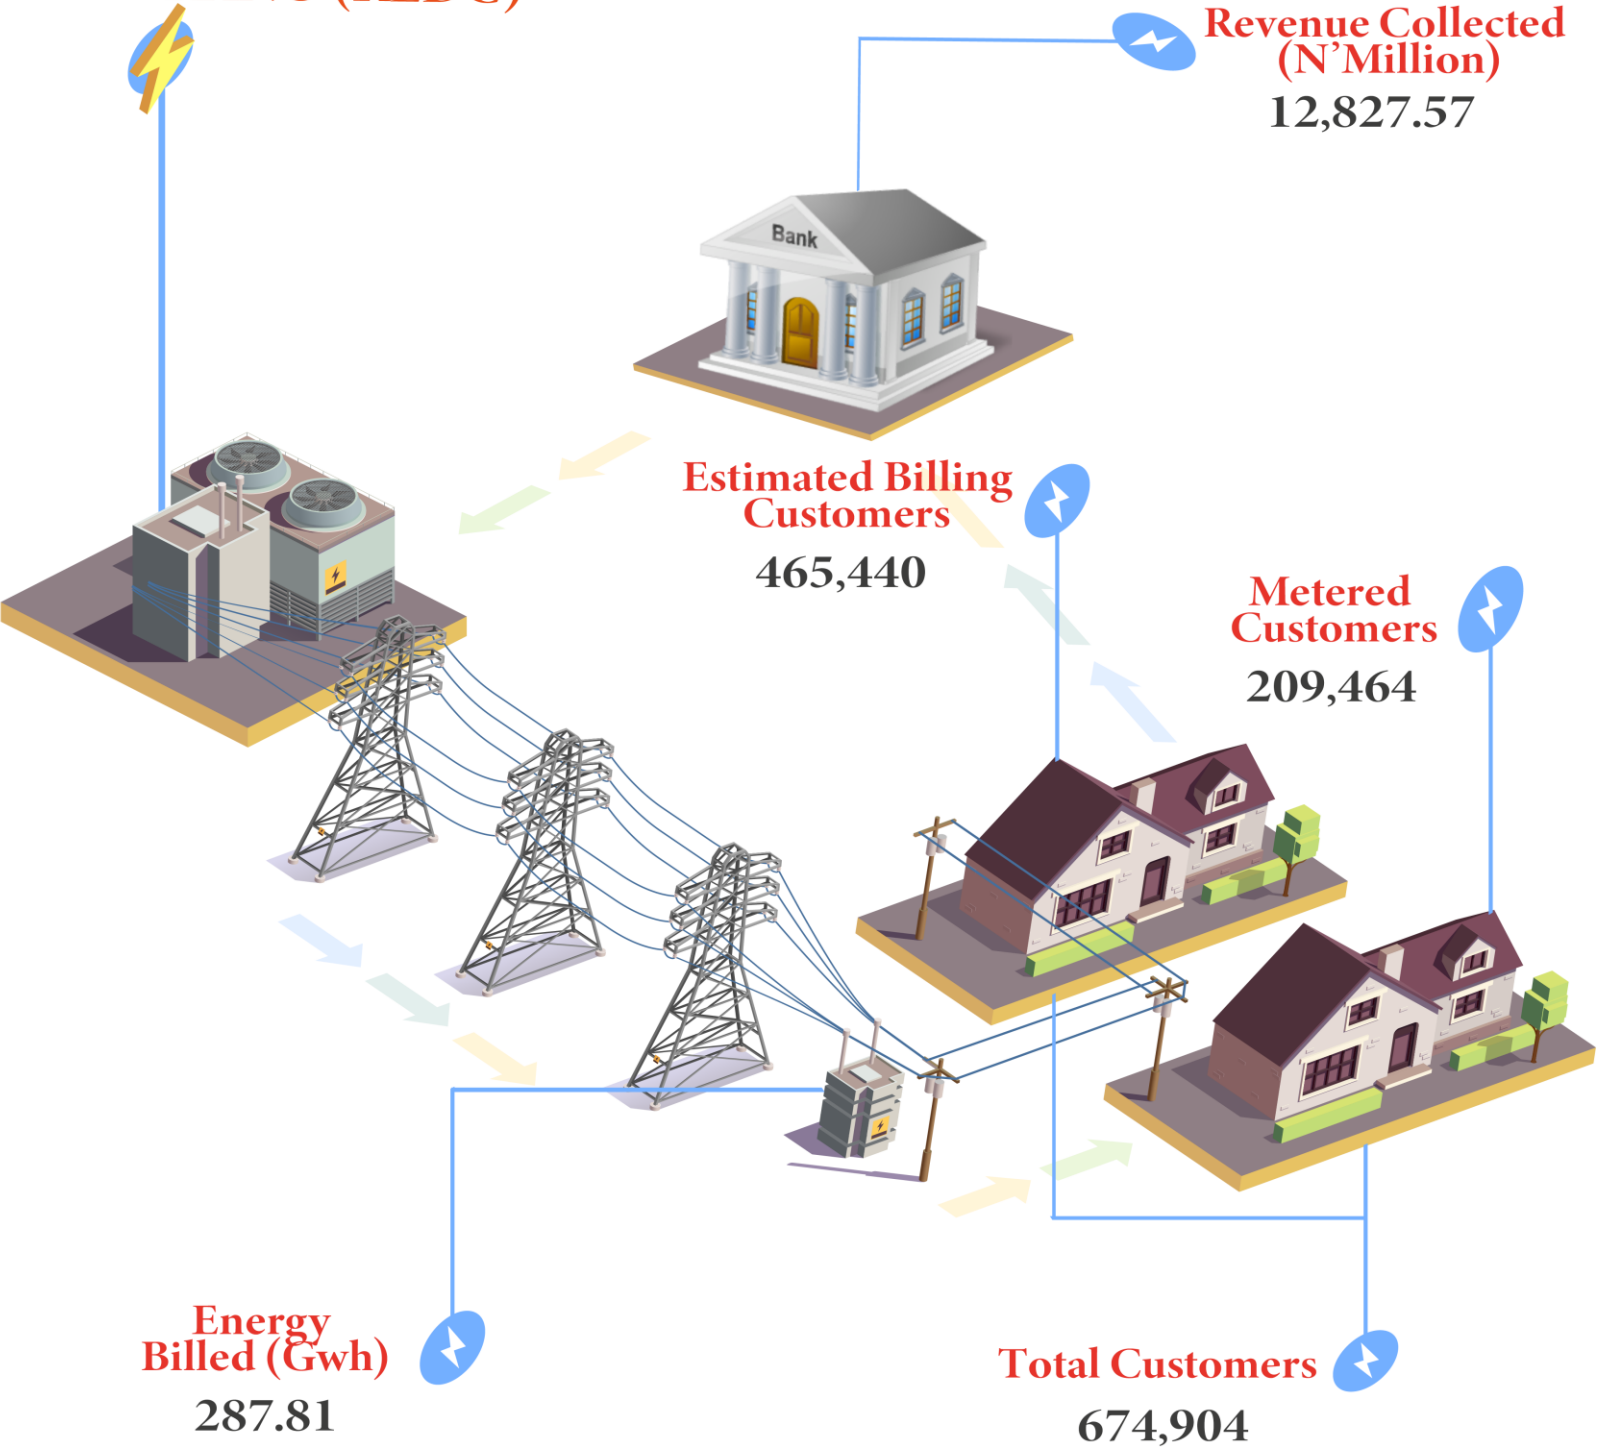 Revenue Collected
(N’Million)
12,827.57
Bank
Estimated Billing
Customers
465,440
Metered
Customers
209,464
Energy
Billed (Gwh)
287.81
Total Customers
674,904